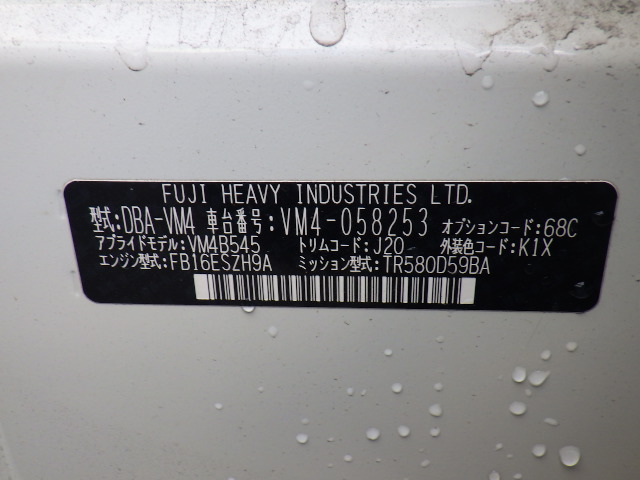 FUJI HEAVY INDUSTRIES LTD.
型式:DBA-VM4 車台番号:VM4-058253 オプションコード:68C
アプライドモデル:VM4B545 トリムコード:J20 外装色コード:K1X
エンジン型式:FB16ESZH9A ミッション型式:TR580D59BA